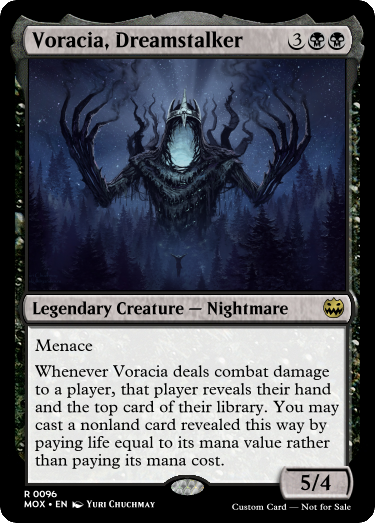 Voracia, Dreamstalker 3
Legendary Creature — Nightmare
Menace
Whenever Voracia deals combat damage
to a player, that player reveals their hand
and the top card of their library. You may
cast a nonland card revealed this way by
paying life equal to its mana value rather
than paying its mana cost.
5/4
R 0096
MOX • EN Yuri Chuchmay
Custom Card — Not for Sale